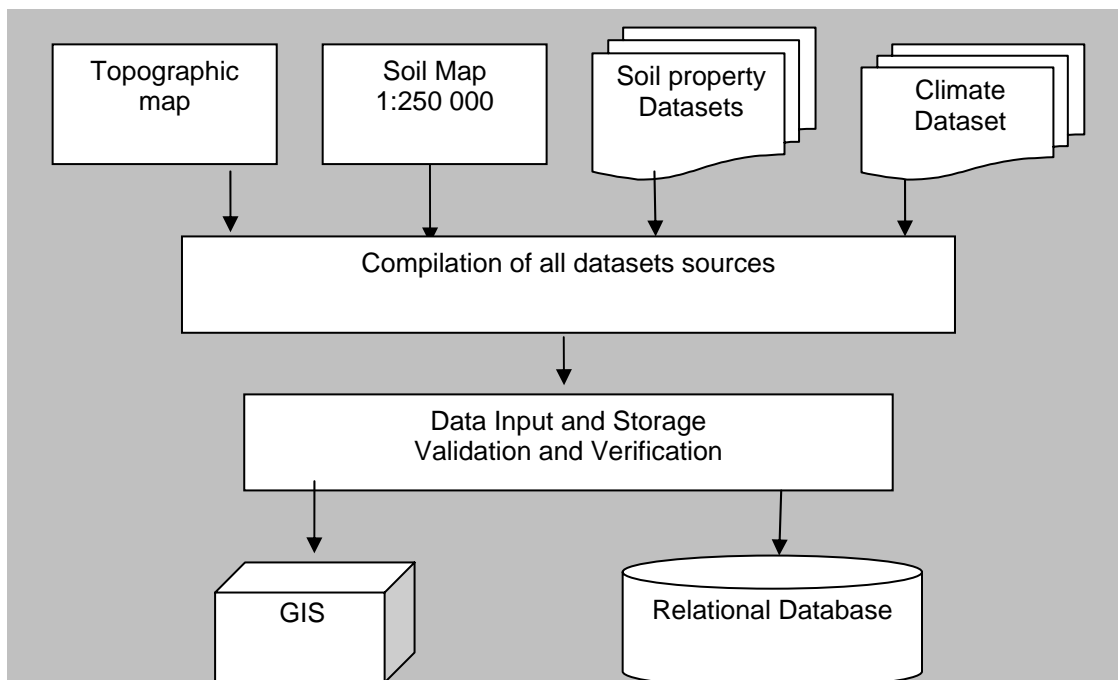 Topographic
map
Soil Map
1:250 000
Soil property
Datasets
Climate
Dataset
Compilation of all datasets sources
Data Input and Storage
Validation and Verification
GIS
Relational Database